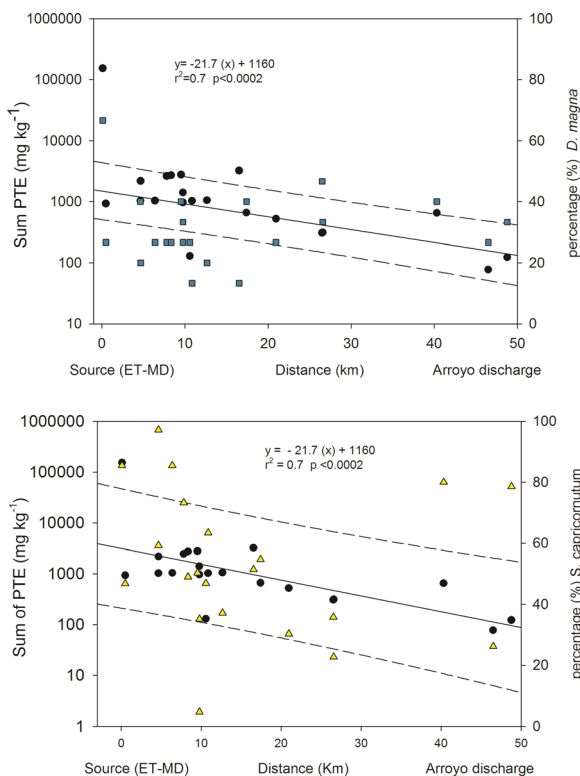 1000000
100000
10000
1000
100
10
Sum PTE (mg kg-1)
y= -21.7 (x) + 1160
r2=0.7 p<0.0002
100
80
60
40
20
0
percentage (%) D. magna
0 10 20 30 40 50
Source (ET-MD) Distance (km) Arroyo discharge
1000000
100000
10000
1000
100
10
1
Sum of PTE (mg kg-1)
y = - 21.7 (x) + 1160
r2 = 0.7 p <0.0002
100
80
60
40
20
0
percentage (%) S. capricornutum
0 10 20 30 40 50
Source (ET-MD) Distance (Km) Arroyo discharge